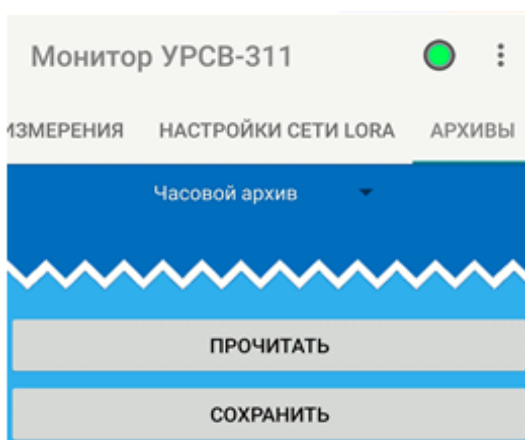 Монитор УРСВ-311
ИЗМЕРЕНИЯ НАСТРОЙКИ СЕТИ LORA АРХИВЫ
Часовой архив
ПРОЧИТАТЬ
СОХРАНИТЬ